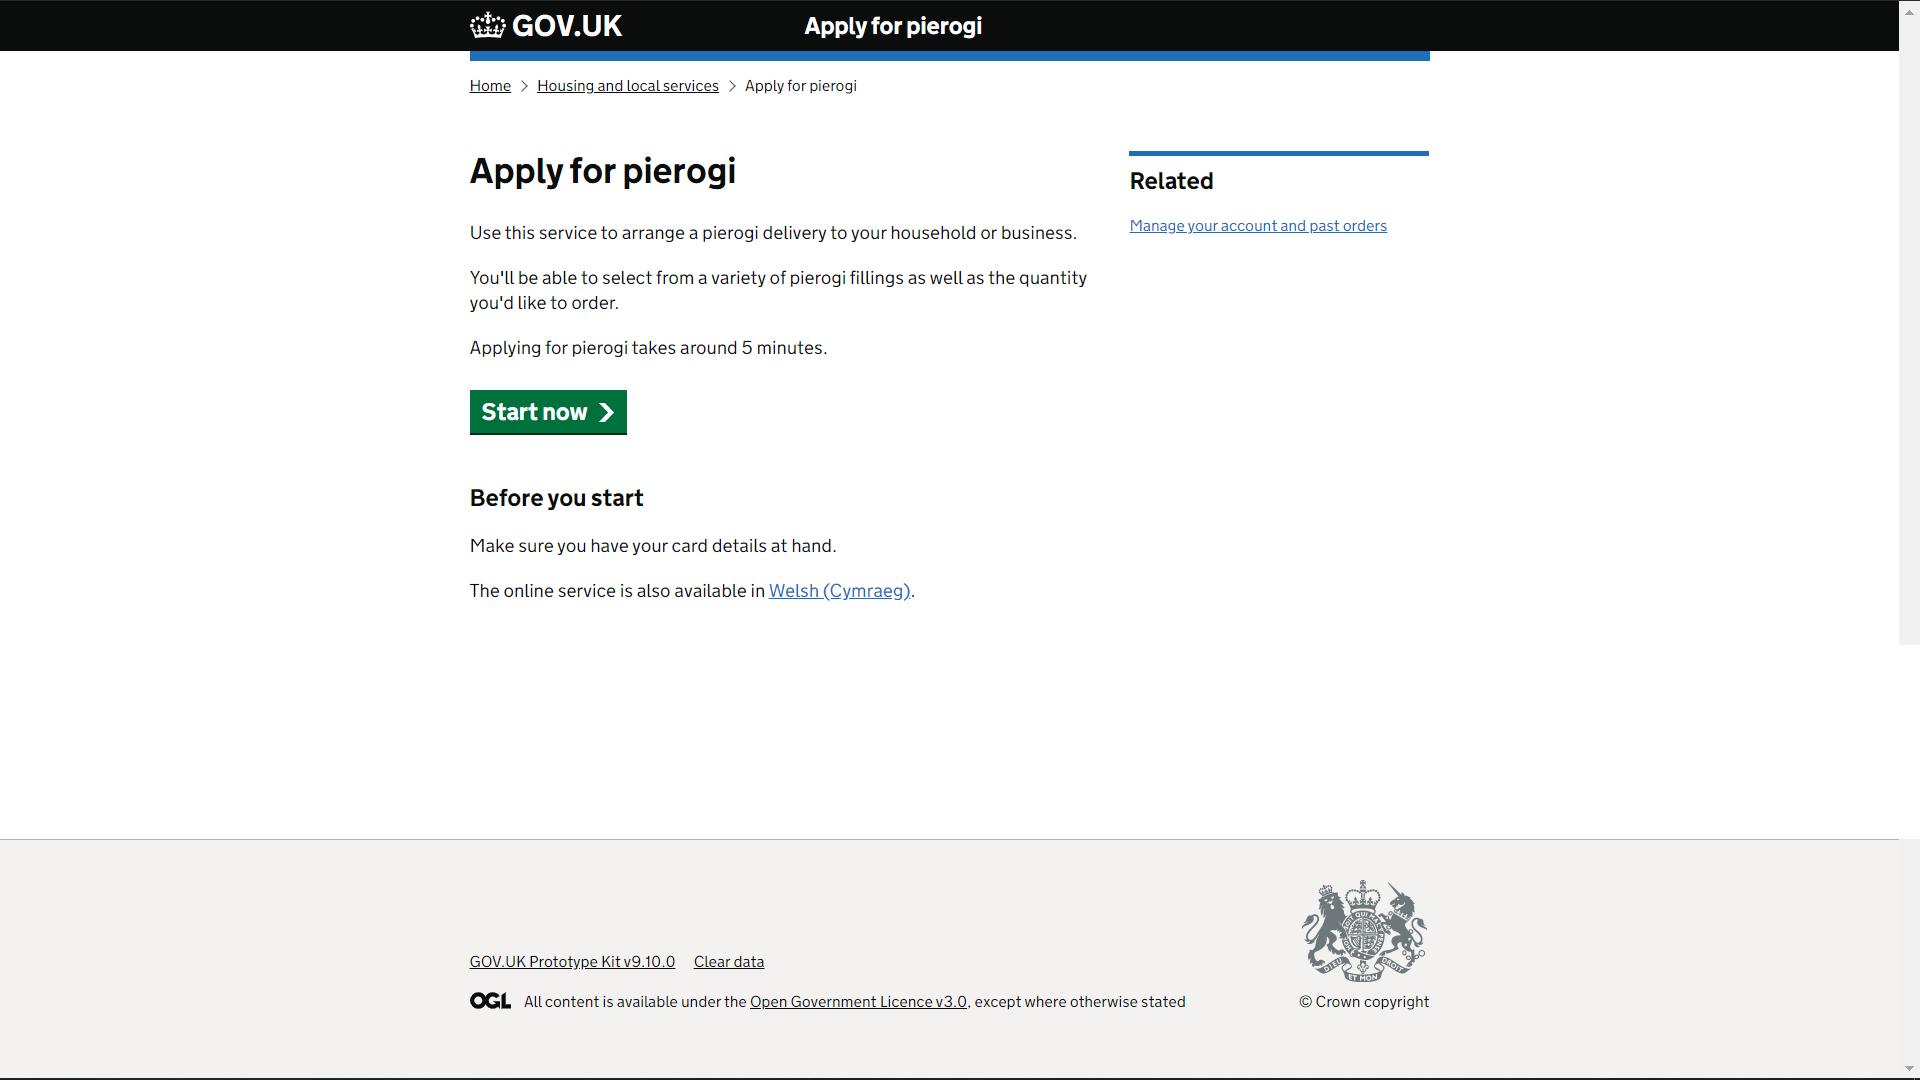 GOV.UK
Apply for pierogi
Home > Housing and local services > Apply for pierogi
Apply for pierogi
Use this service to arrange a pierogi delivery to your household or business.
You'll be able to select from a variety of pierogi fillings as well as the quantity
you'd like to order.
Applying for pierogi takes around 5 minutes.
Start now
Before you start
Make sure you have your card details at hand.
The online service is also available in Welsh (Cymraeg).
Related
Manage your account and past orders
GOV.UK Prototype Kit v9.10.0 Clear data
OGL All content is available under the Open Government Licence v3.0, except where otherwise stated
DIEU ET MON DROIT
© Crown copyright